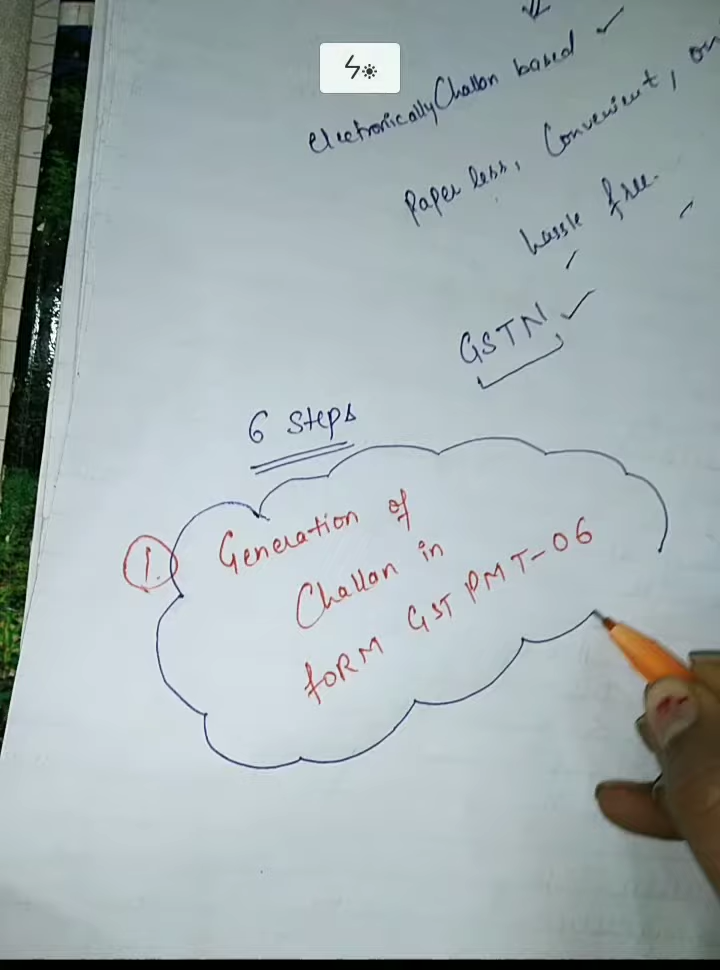 electronically Challan based
Paper less, Convenient,
hassle free.
GSTN
6 Steps
1. Generation of
Challan in
FORM GST PMT-06